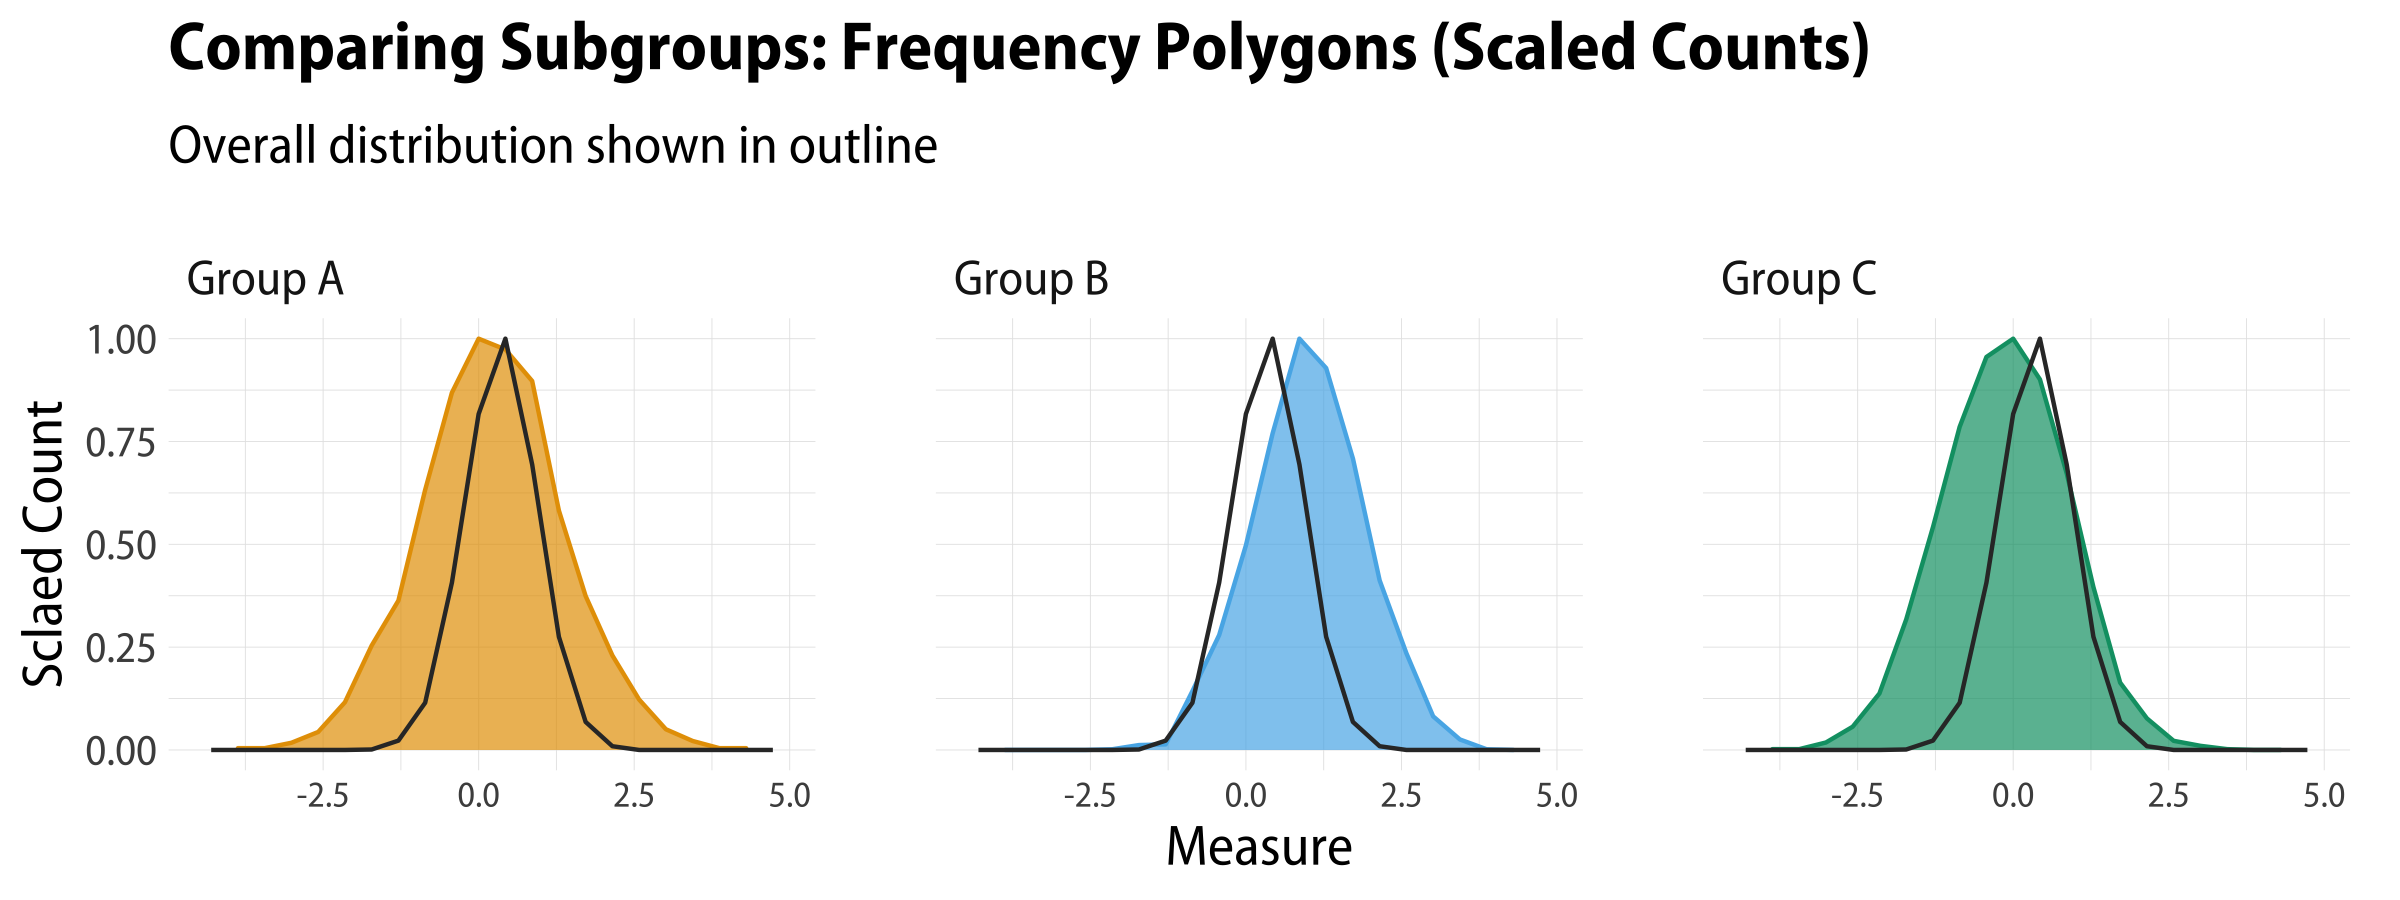 Comparing Subgroups: Frequency Polygons (Scaled Counts)
Overall distribution shown in outline
Group A
Group B
Group C
Sclaed Count
1.00
0.75
0.50
0.25
0.00
-2.5 0.0 2.5 5.0
-2.5 0.0 2.5 5.0
-2.5 0.0 2.5 5.0
Measure